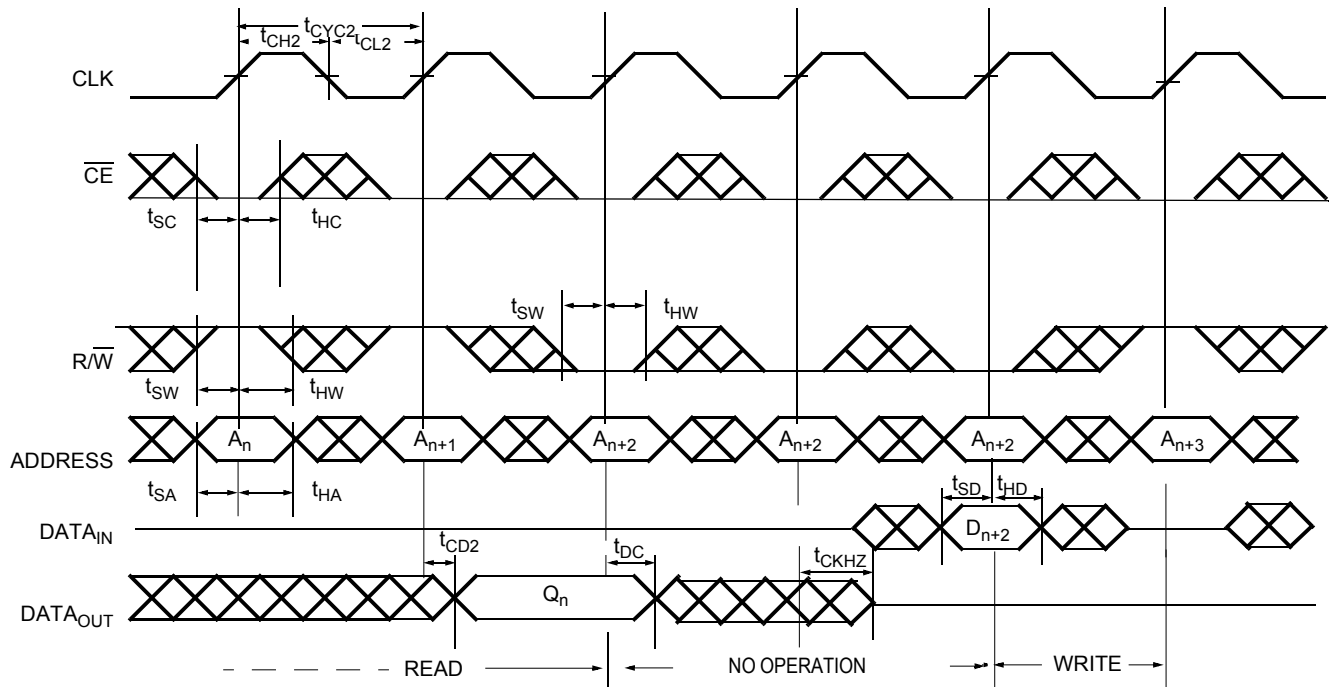 tCYC2
tCH2 tCL2
CLK
CE
tSC tHC
tSW tHW
R/W
tSW tHW
An An+1 An+2 An+2 An+2 An+3
ADDRESS
tSA tHA
tSD tHD
DATAIN
Dn+2
tCD2 tDC tCKHZ
Qn
DATAOUT
READ NO OPERATION WRITE